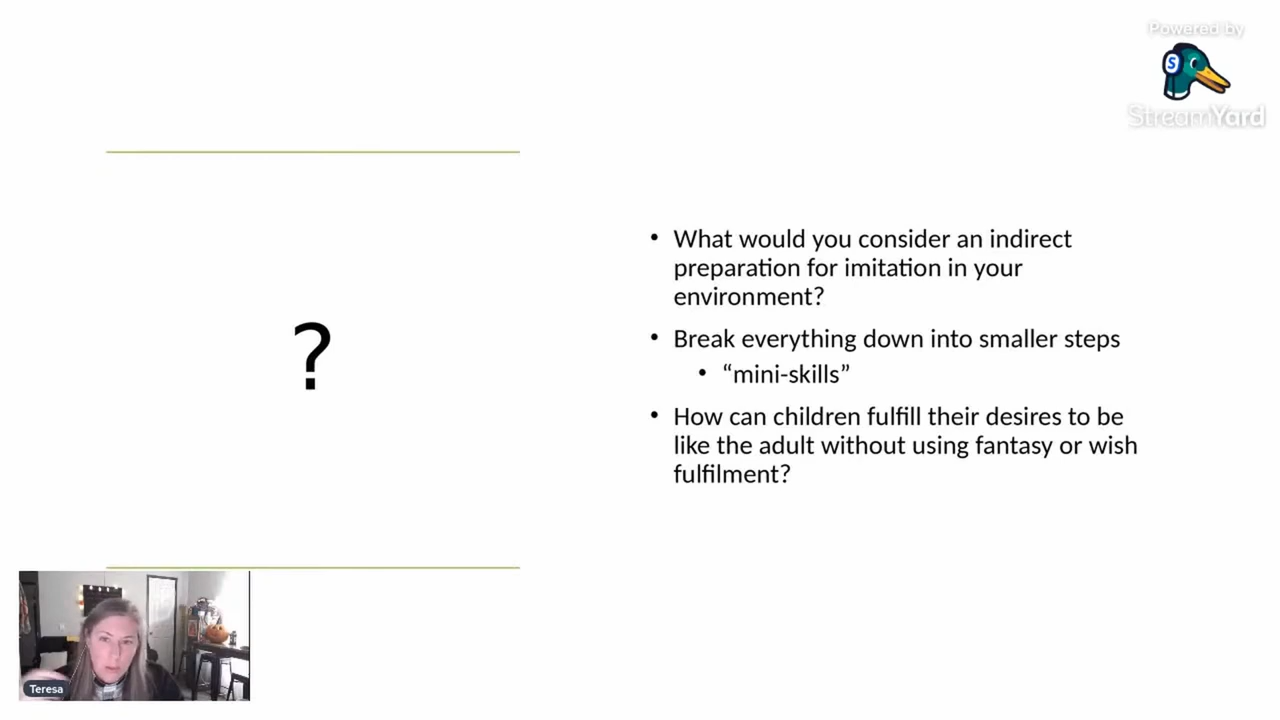 Powered by
StreamYard
?
• What would you consider an indirect
preparation for imitation in your
environment?
• Break everything down into smaller steps
• “mini-skills”
• How can children fulfill their desires to be
like the adult without using fantasy or wish
fulfilment?
Teresa